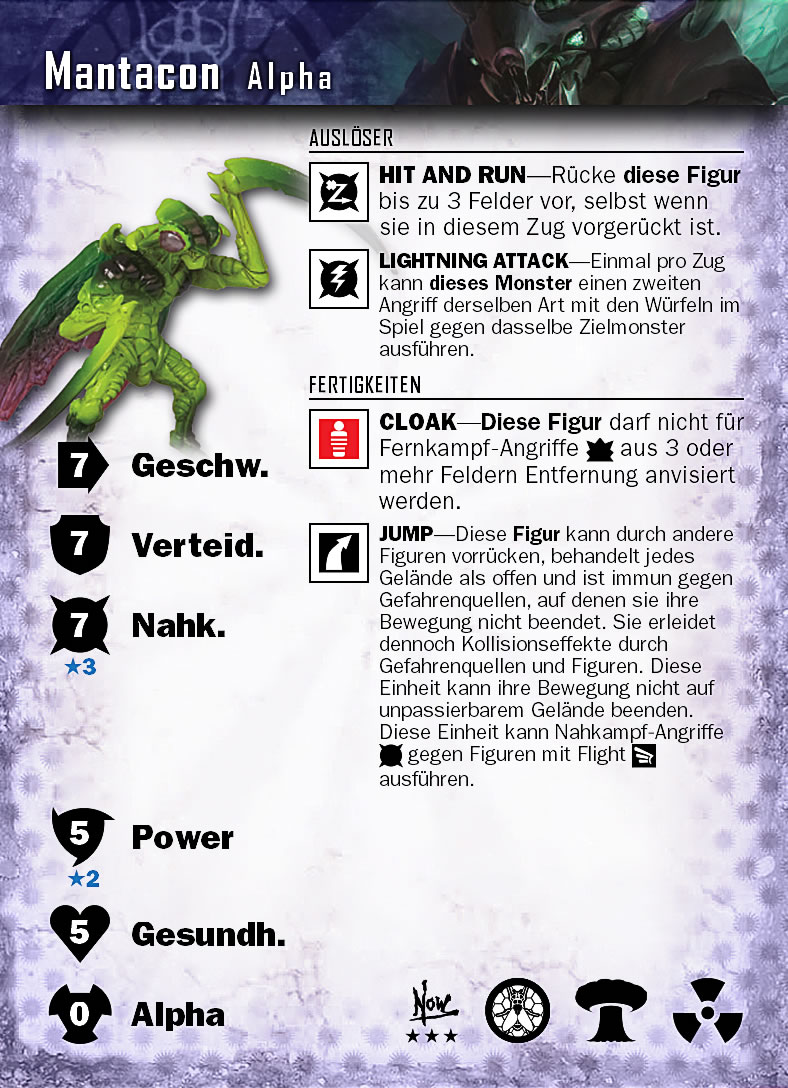 Mantacon Alpha
AUSLÖSER
HIT AND RUN—Rücke diese Figur
bis zu 3 Felder vor, selbst wenn
sie in diesem Zug vorgerückt ist.
LIGHTNING ATTACK—Einmal pro Zug
kann dieses Monster einen zweiten
Angriff derselben Art mit den Würfeln im
Spiel gegen dasselbe Zielmonster
ausführen.
FERTIGKEITEN
CLOAK—Diese Figur darf nicht für
Fernkampf-Angriffe aus 3 oder
mehr Feldern Entfernung anvisiert
werden.
JUMP—Diese Figur kann durch andere
Figuren vorrücken, behandelt jedes
Gelände als offen und ist immun gegen
Gefahrenquellen, auf denen sie ihre
Bewegung nicht beendet. Sie erleidet
dennoch Kollisionseffekte durch
Gefahrenquellen und Figuren. Diese
Einheit kann ihre Bewegung nicht auf
unpassierbarem Gelände beenden.
Diese Einheit kann Nahkampf-Angriffe
gegen Figuren mit Flight
ausführen.
7 Geschw.
7 Verteid.
7 Nahk.
★3
5 Power
★2
5 Gesundh.
0 Alpha
Now
★★★